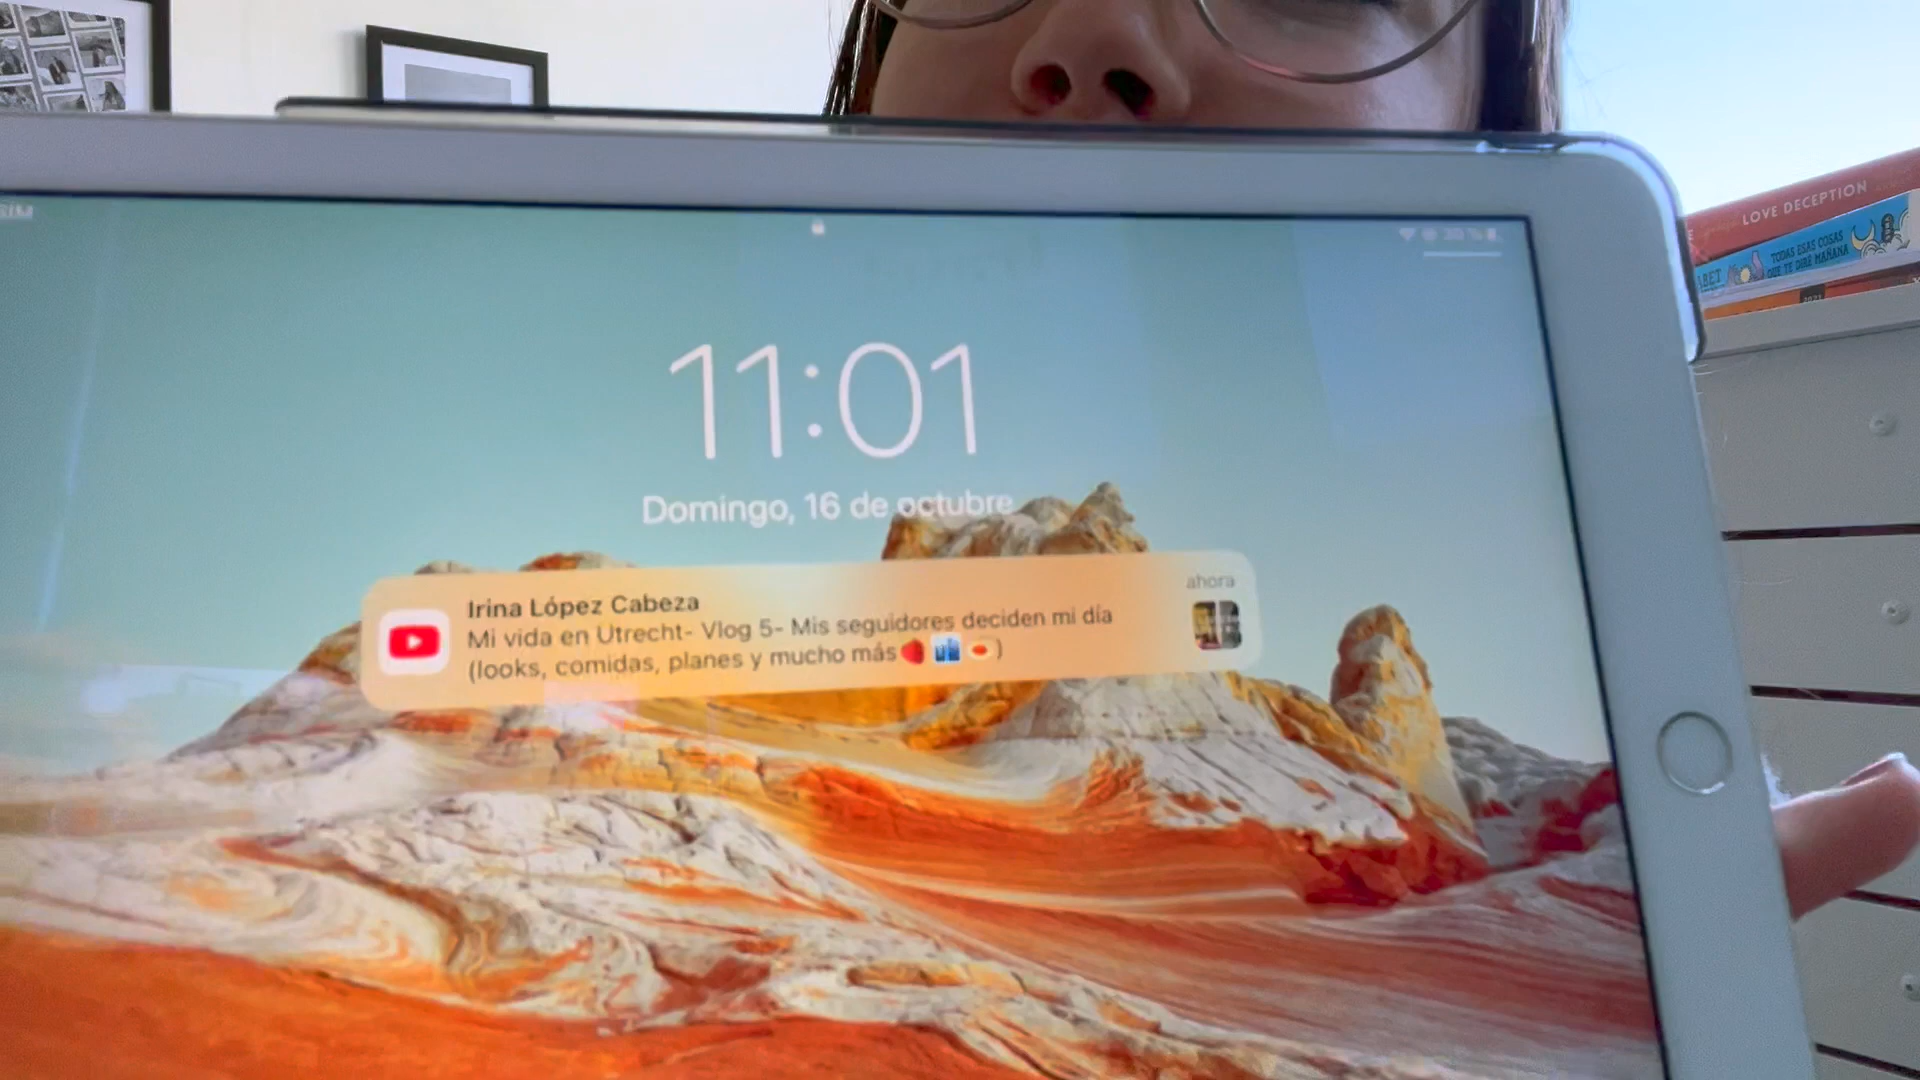 11:01
Domingo, 16 de octubre
ahora
Irina López Cabeza
Mi vida en Utrecht- Vlog 5- Mis seguidores deciden mi día
(looks, comidas, planes y mucho más)
LOVE DECEPTION
TODAS ESAS COSAS
QUE TE DIRÉ MAÑANA